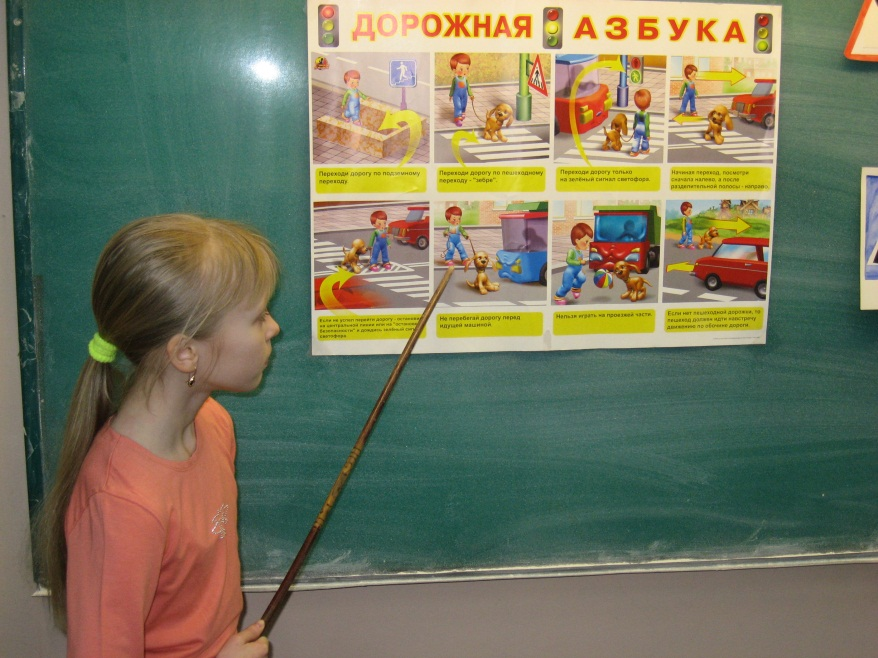 ДОРОЖНАЯ АЗБУКА
Переходи дорогу по подземному
переходу.
Переходи дорогу по пешеходному
переходу - "зебра".
Переходи дорогу только
на зелёный сигнал светофора.
Начиная переход, посмотри
сначала налево, а после
разделительной полосы - направо.
Если не успел перейти дорогу - остановись
на центральной линии или на "островке
безопасности" и дождись зелёный сигнал
светофора.
Не перебегай дорогу перед
идущей машиной.
Нельзя играть на проезжей части.
Если нет пешеходной дорожки, то
пешеход должен идти навстречу
движению по обочине дороги.